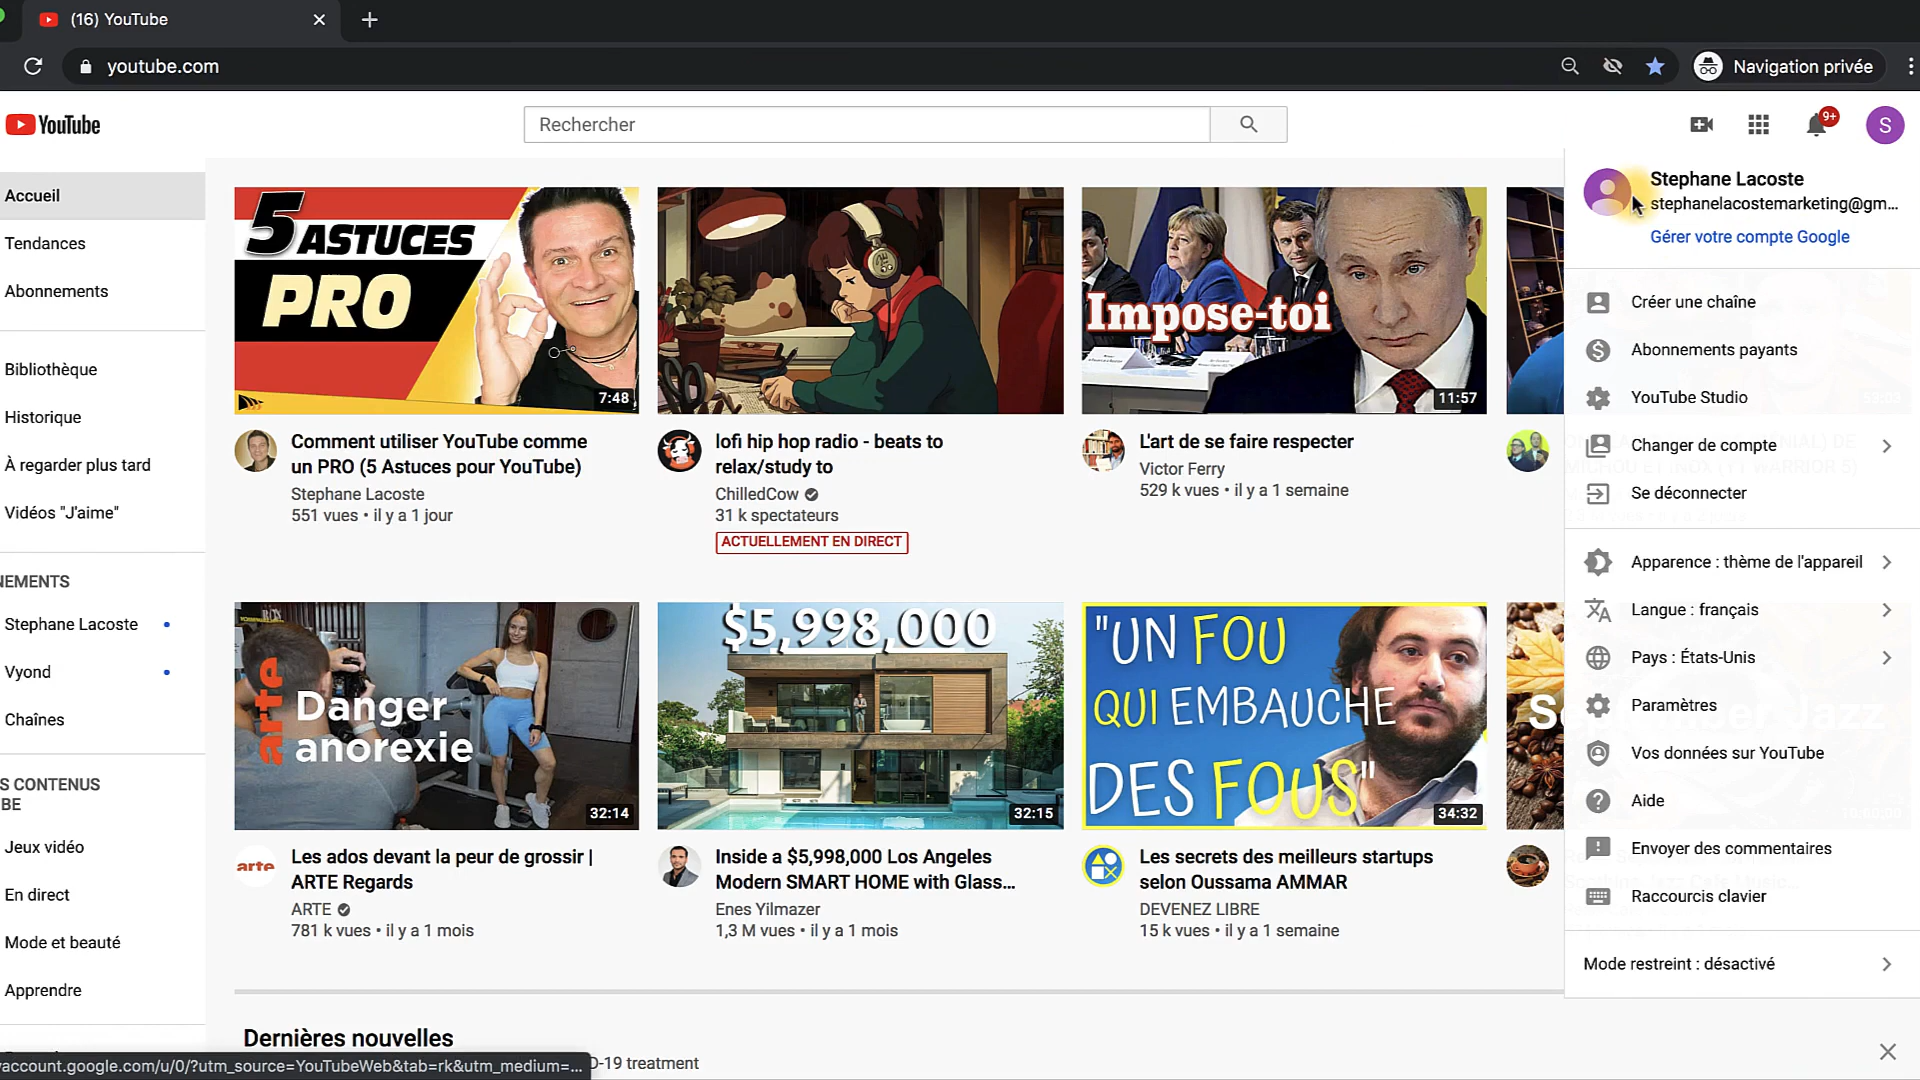 (16) YouTube
youtube.com
Navigation privée
YouTube
Rechercher
9+
S
Accueil
Tendances
Abonnements
Bibliothèque
Historique
À regarder plus tard
Vidéos "J'aime"
NEMENTS
Stephane Lacoste
Vyond
Chaînes
S CONTENUS
BE
Jeux vidéo
En direct
Mode et beauté
Apprendre
5 ASTUCES
PRO
7:48
Comment utiliser YouTube comme
un PRO (5 Astuces pour YouTube)
Stephane Lacoste
551 vues • il y a 1 jour
lofi hip hop radio - beats to
relax/study to
ChilledCow
31 k spectateurs
ACTUELLEMENT EN DIRECT
Impose-toi
11:57
L'art de se faire respecter
Victor Ferry
529 k vues • il y a 1 semaine
arte
Danger
anorexie
32:14
arte
Les ados devant la peur de grossir |
ARTE Regards
ARTE
781 k vues • il y a 1 mois
$5,998,000
32:15
Inside a $5,998,000 Los Angeles
Modern SMART HOME with Glass...
Enes Yilmazer
1,3 M vues • il y a 1 mois
"UN FOU
QUI EMBAUCHE
DES FOUS"
34:32
Les secrets des meilleurs startups
selon Oussama AMMAR
DEVENEZ LIBRE
15 k vues • il y a 1 semaine
Stephane Lacoste
stephanelacostemarketing@gm...
Gérer votre compte Google
Créer une chaîne
Abonnements payants
YouTube Studio
Changer de compte
Se déconnecter
Apparence : thème de l'appareil
Langue : français
Pays : États-Unis
Paramètres
Vos données sur YouTube
Aide
Envoyer des commentaires
Raccourcis clavier
Mode restreint : désactivé
Dernières nouvelles
D-19 treatment
yaccount.google.com/u/0/?utm_source=YouTubeWeb&tab=rk&utm_medium=...